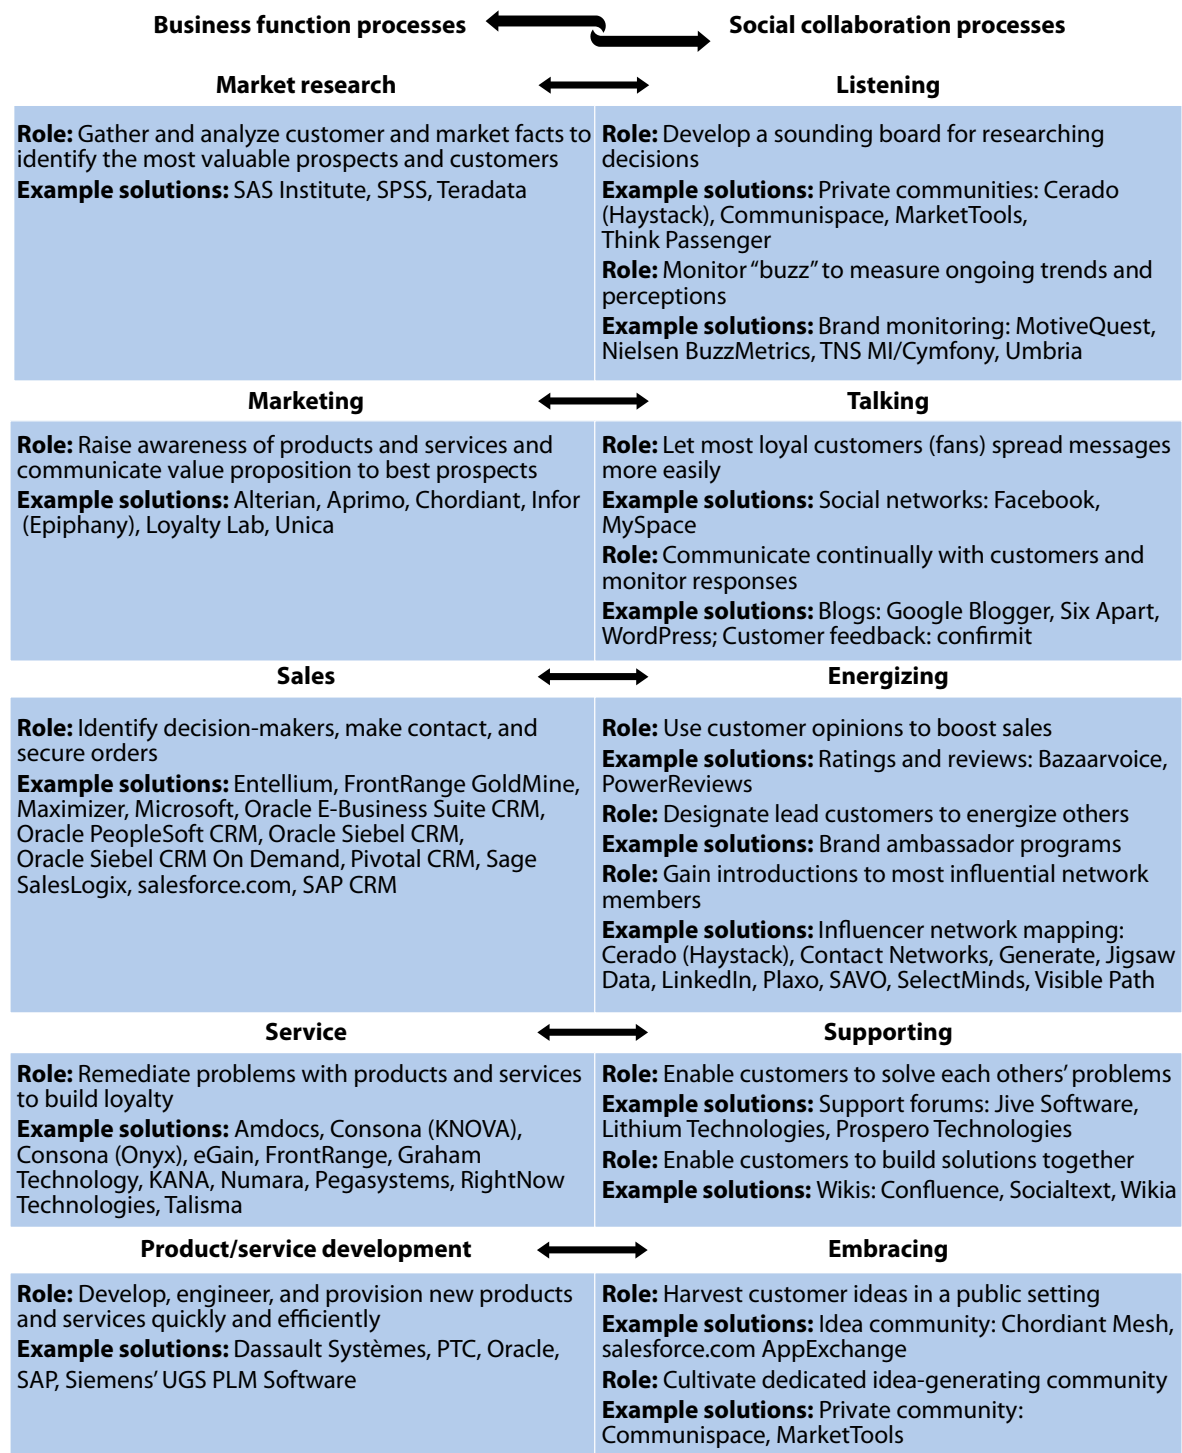 Business function processes
Social collaboration processes
Market research
Listening
Role: Gather and analyze customer and market facts to
identify the most valuable prospects and customers
Example solutions: SAS Institute, SPSS, Teradata
Role: Develop a sounding board for researching
decisions
Example solutions: Private communities: Cerado
(Haystack), Communispace, MarketTools,
Think Passenger
Role: Monitor “buzz” to measure ongoing trends and
perceptions
Example solutions: Brand monitoring: MotiveQuest,
Nielsen BuzzMetrics, TNS MI/Cymfony, Umbria
Marketing
Talking
Role: Raise awareness of products and services and
communicate value proposition to best prospects
Example solutions: Alterian, Aprimo, Chordiant, Infor
(Epiphany), Loyalty Lab, Unica
Role: Let most loyal customers (fans) spread messages
more easily
Example solutions: Social networks: Facebook,
MySpace
Role: Communicate continually with customers and
monitor responses
Example solutions: Blogs: Google Blogger, Six Apart,
WordPress; Customer feedback: confirmit
Sales
Energizing
Role: Identify decision-makers, make contact, and
secure orders
Example solutions: Entellium, FrontRange GoldMine,
Maximizer, Microsoft, Oracle E-Business Suite CRM,
Oracle PeopleSoft CRM, Oracle Siebel CRM,
Oracle Siebel CRM On Demand, Pivotal CRM, Sage
SalesLogix, salesforce.com, SAP CRM
Role: Use customer opinions to boost sales
Example solutions: Ratings and reviews: Bazaarvoice,
PowerReviews
Role: Designate lead customers to energize others
Example solutions: Brand ambassador programs
Role: Gain introductions to most influential network
members
Example solutions: Influencer network mapping:
Cerado (Haystack), Contact Networks, Generate, Jigsaw
Data, LinkedIn, Plaxo, SAVO, SelectMinds, Visible Path
Service
Supporting
Role: Remediate problems with products and services
to build loyalty
Example solutions: Amdocs, Consona (KNOVA),
Consona (Onyx), eGain, FrontRange, Graham
Technology, KANA, Numara, Pegasystems, RightNow
Technologies, Talisma
Role: Enable customers to solve each others’ problems
Example solutions: Support forums: Jive Software,
Lithium Technologies, Prospero Technologies
Role: Enable customers to build solutions together
Example solutions: Wikis: Confluence, Socialtext, Wikia
Product/service development
Embracing
Role: Develop, engineer, and provision new products
and services quickly and efficiently
Example solutions: Dassault Systèmes, PTC, Oracle,
SAP, Siemens’ UGS PLM Software
Role: Harvest customer ideas in a public setting
Example solutions: Idea community: Chordiant Mesh,
salesforce.com AppExchange
Role: Cultivate dedicated idea-generating community
Example solutions: Private community:
Communispace, MarketTools